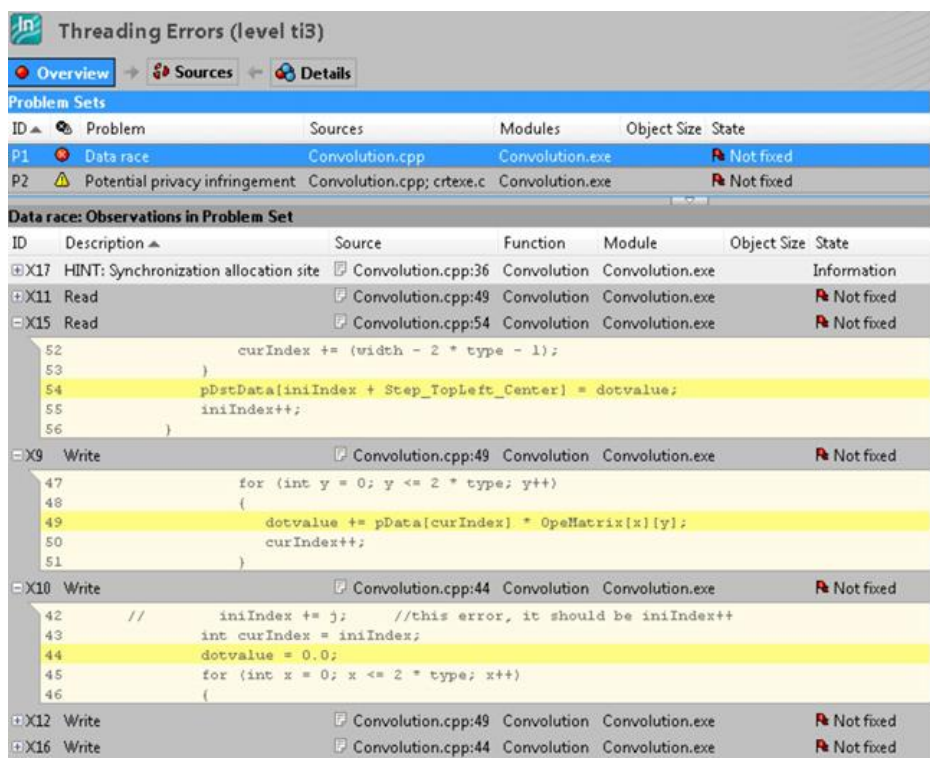 In
Threading Errors (level ti3)
Overview Sources Details
Problem Sets
ID Problem Sources Modules Object Size State
P1 Data race Convolution.cpp Convolution.exe Not fixed
P2 Potential privacy infringement Convolution.cpp; crtexe.c Convolution.exe Not fixed
Data race: Observations in Problem Set
ID Description Source Function Module Object Size State
X17 HINT: Synchronization allocation site Convolution.cpp:36 Convolution Convolution.exe Information
X11 Read Convolution.cpp:49 Convolution Convolution.exe Not fixed
X15 Read Convolution.cpp:54 Convolution Convolution.exe Not fixed
52 curIndex += (width - 2 * type - 1);
53 }
54 pDstData[iniIndex + Step_TopLeft_Center] = dotvalue;
55 iniIndex++;
56 }
X9 Write Convolution.cpp:49 Convolution Convolution.exe Not fixed
47 for (int y = 0; y <= 2 * type; y++)
48 {
49 dotvalue += pData[curIndex] * OpeMatrix[x][y];
50 curIndex++;
51 }
X10 Write Convolution.cpp:44 Convolution Convolution.exe Not fixed
42 // iniIndex += j; //this error, it should be iniIndex++
43 int curIndex = iniIndex;
44 dotvalue = 0.0;
45 for (int x = 0; x <= 2 * type; x++)
46 {
X12 Write Convolution.cpp:49 Convolution Convolution.exe Not fixed
X16 Write Convolution.cpp:44 Convolution Convolution.exe Not fixed